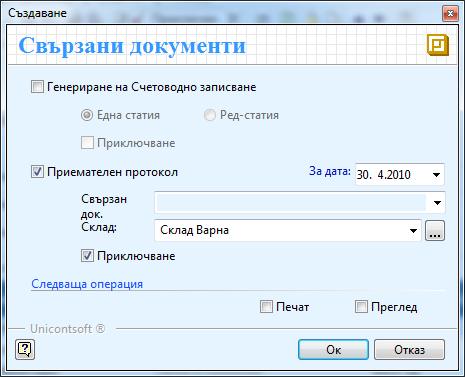 Създаване
Свързани документи
Генериране на Счетоводно записване
Една статия Ред-статия
Приключване
Приемателен протокол За дата: 30. 4.2010
Свързан
док.
Склад: Склад Варна ...
Приключване
Следваща операция
Печат Преглед
Unicontsoft ®
? Ок Отказ